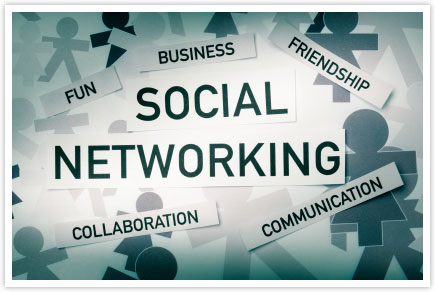 BUSINESS
FRIENDSHIP
FUN
SOCIAL
NETWORKING
COLLABORATION
COMMUNICATION